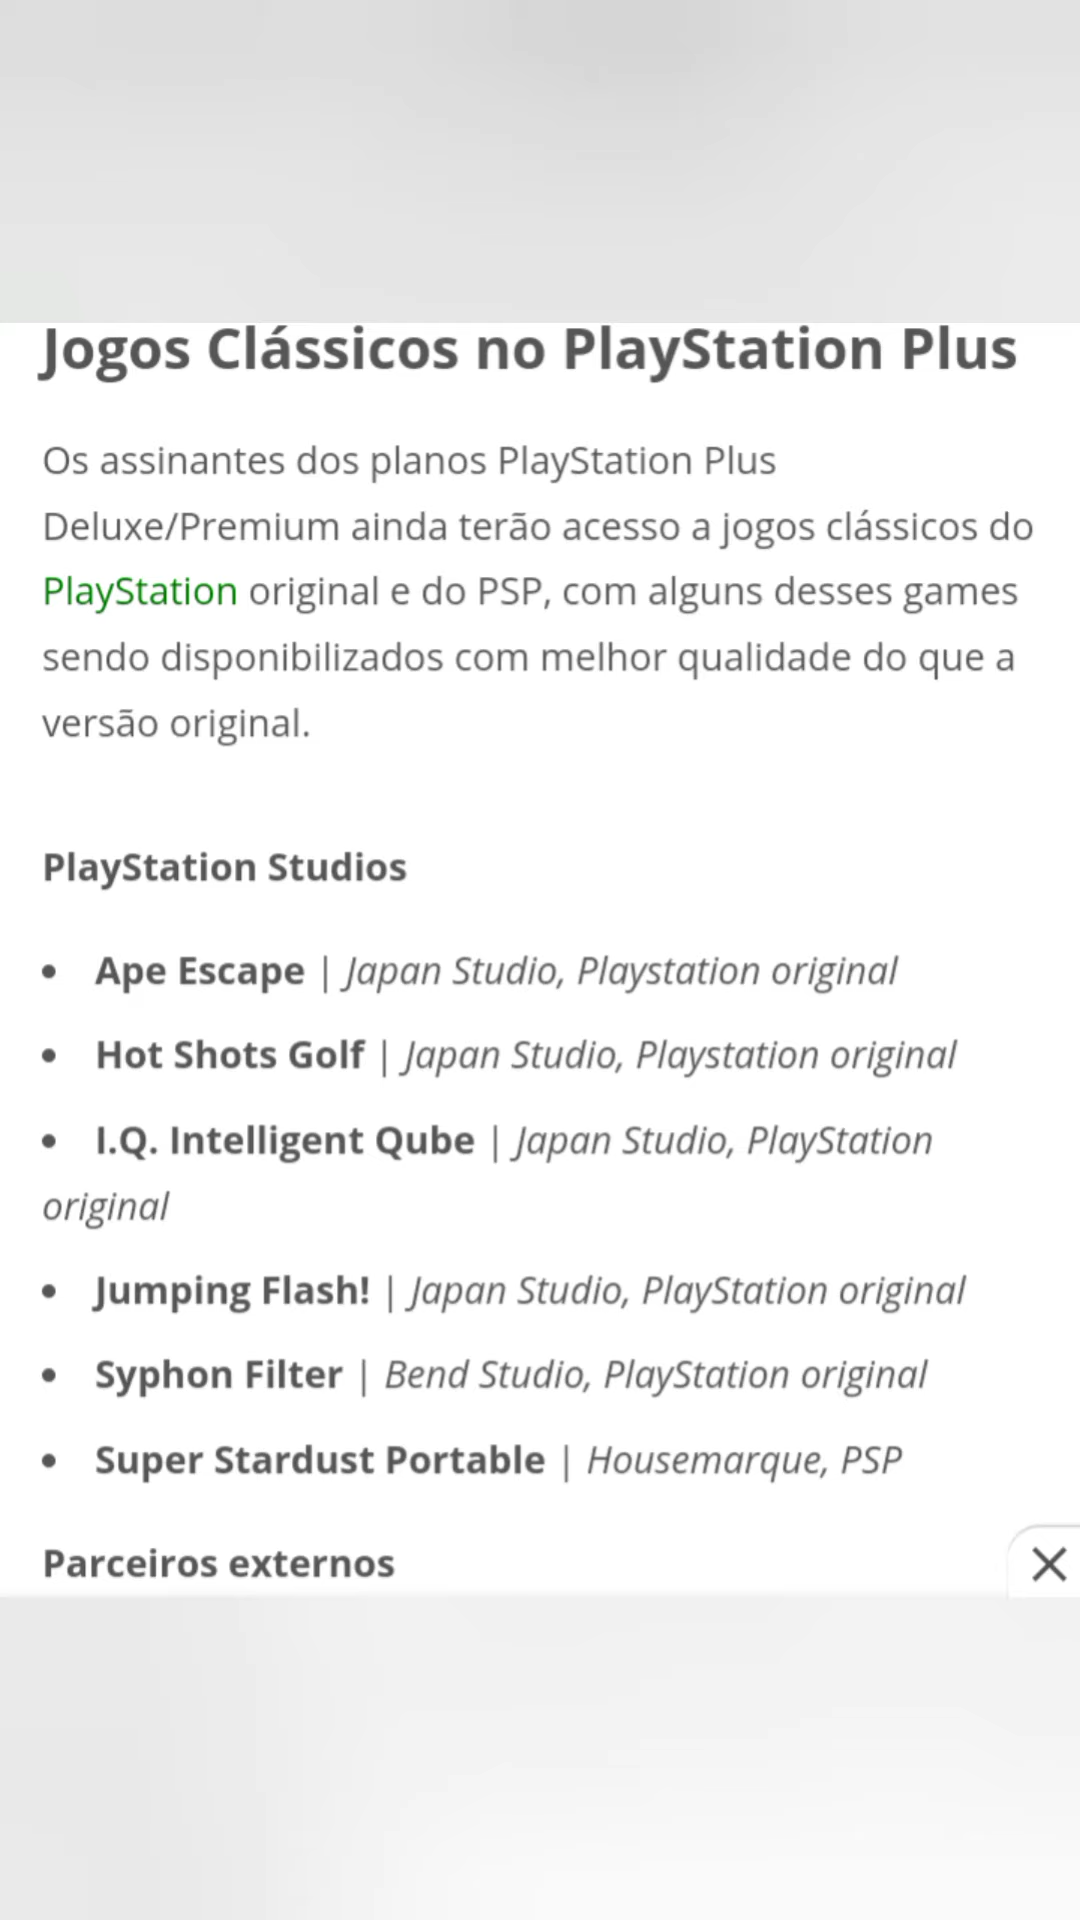 Jogos Clássicos no PlayStation Plus
Os assinantes dos planos PlayStation Plus
Deluxe/Premium ainda terão acesso a jogos clássicos do
PlayStation original e do PSP, com alguns desses games
sendo disponibilizados com melhor qualidade do que a
versão original.
PlayStation Studios
• Ape Escape | Japan Studio, Playstation original
• Hot Shots Golf | Japan Studio, Playstation original
• I.Q. Intelligent Qube | Japan Studio, PlayStation
original
• Jumping Flash! | Japan Studio, PlayStation original
• Syphon Filter | Bend Studio, PlayStation original
• Super Stardust Portable | Housemarque, PSP
Parceiros externos